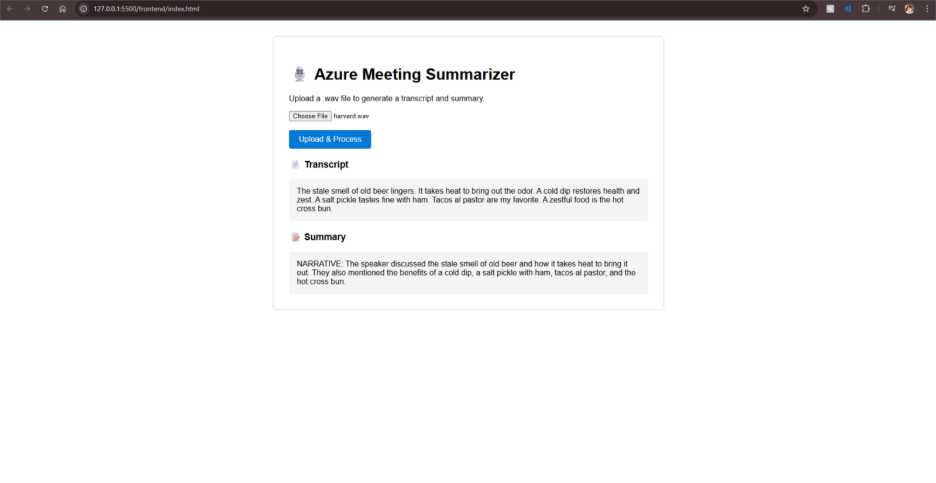 127.0.0.1:5500/frontend/index.html
Azure Meeting Summarizer
Upload a .wav file to generate a transcript and summary.
Choose File harvard.wav
Upload & Process
Transcript
The stale smell of old beer lingers. It takes heat to bring out the odor. A cold dip restores health and
zest. A salt pickle tastes fine with ham. Tacos al pastor are my favorite. A zestful food is the hot
cross bun.
Summary
NARRATIVE: The speaker discussed the stale smell of old beer and how it takes heat to bring it
out. They also mentioned the benefits of a cold dip, a salt pickle with ham, tacos al pastor, and the
hot cross bun.